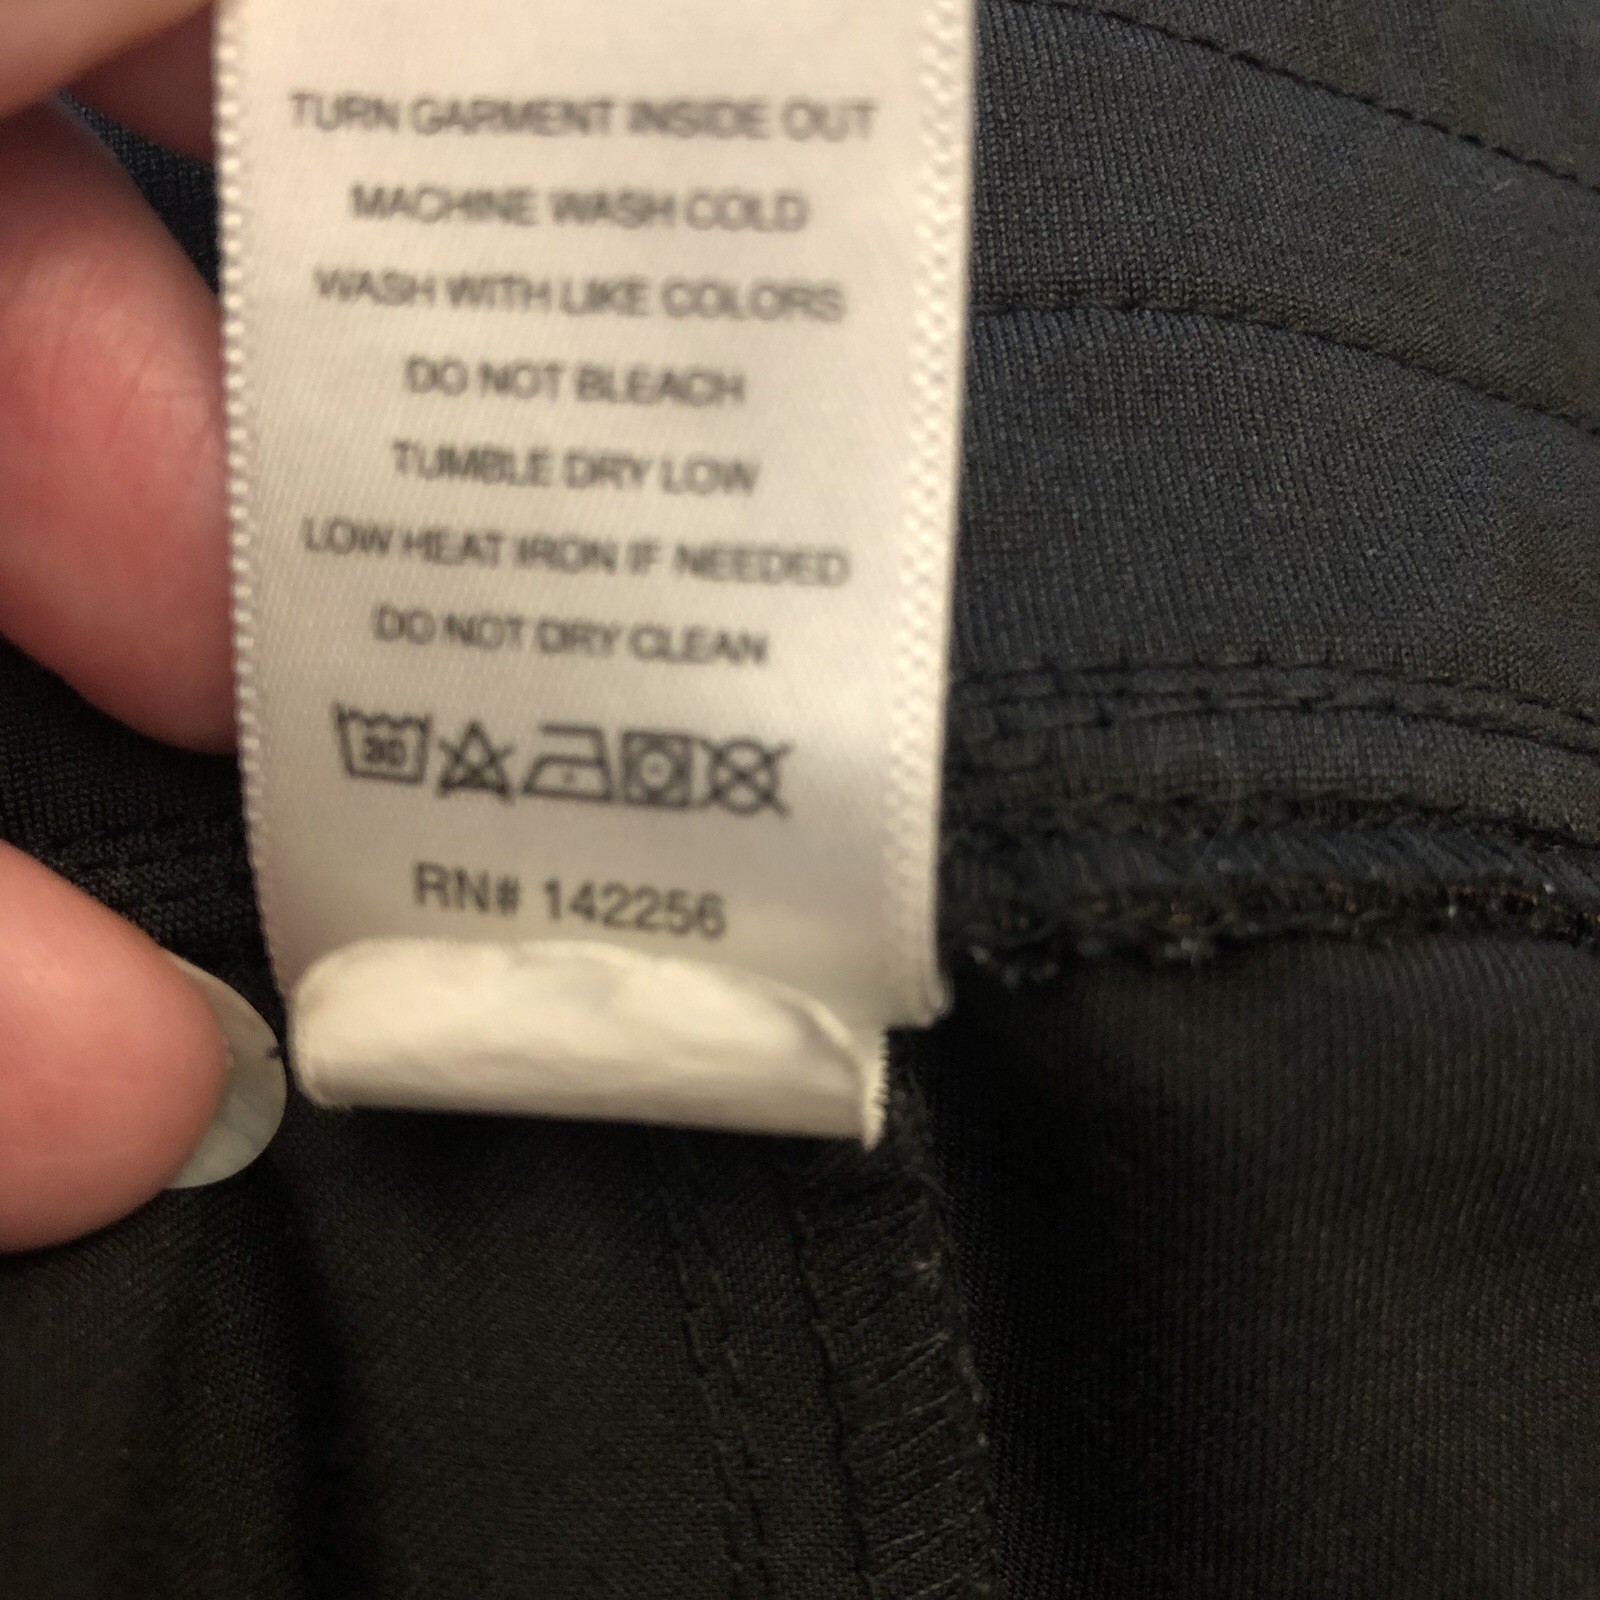 TURN GARMENT INSIDE OUT
MACHINE WASH COLD
WASH WITH LIKE COLORS
DO NOT BLEACH
TUMBLE DRY LOW
LOW HEAT IRON IF NEEDED
DO NOT DRY CLEAN
30
RN# 142256